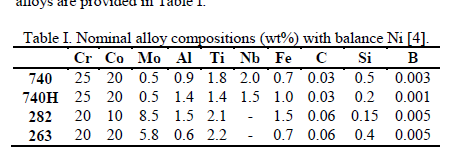 alloys are provided in Table I.
Table I. Nominal alloy compositions (wt%) with balance Ni [4].
Cr Co Mo Al Ti Nb Fe C Si B
740 25 20 0.5 0.9 1.8 2.0 0.7 0.03 0.5 0.003
740H 25 20 0.5 1.4 1.4 1.5 1.0 0.03 0.2 0.001
282 20 10 8.5 1.5 2.1 - 1.5 0.06 0.15 0.005
263 20 20 5.8 0.6 2.2 - 0.7 0.06 0.4 0.005